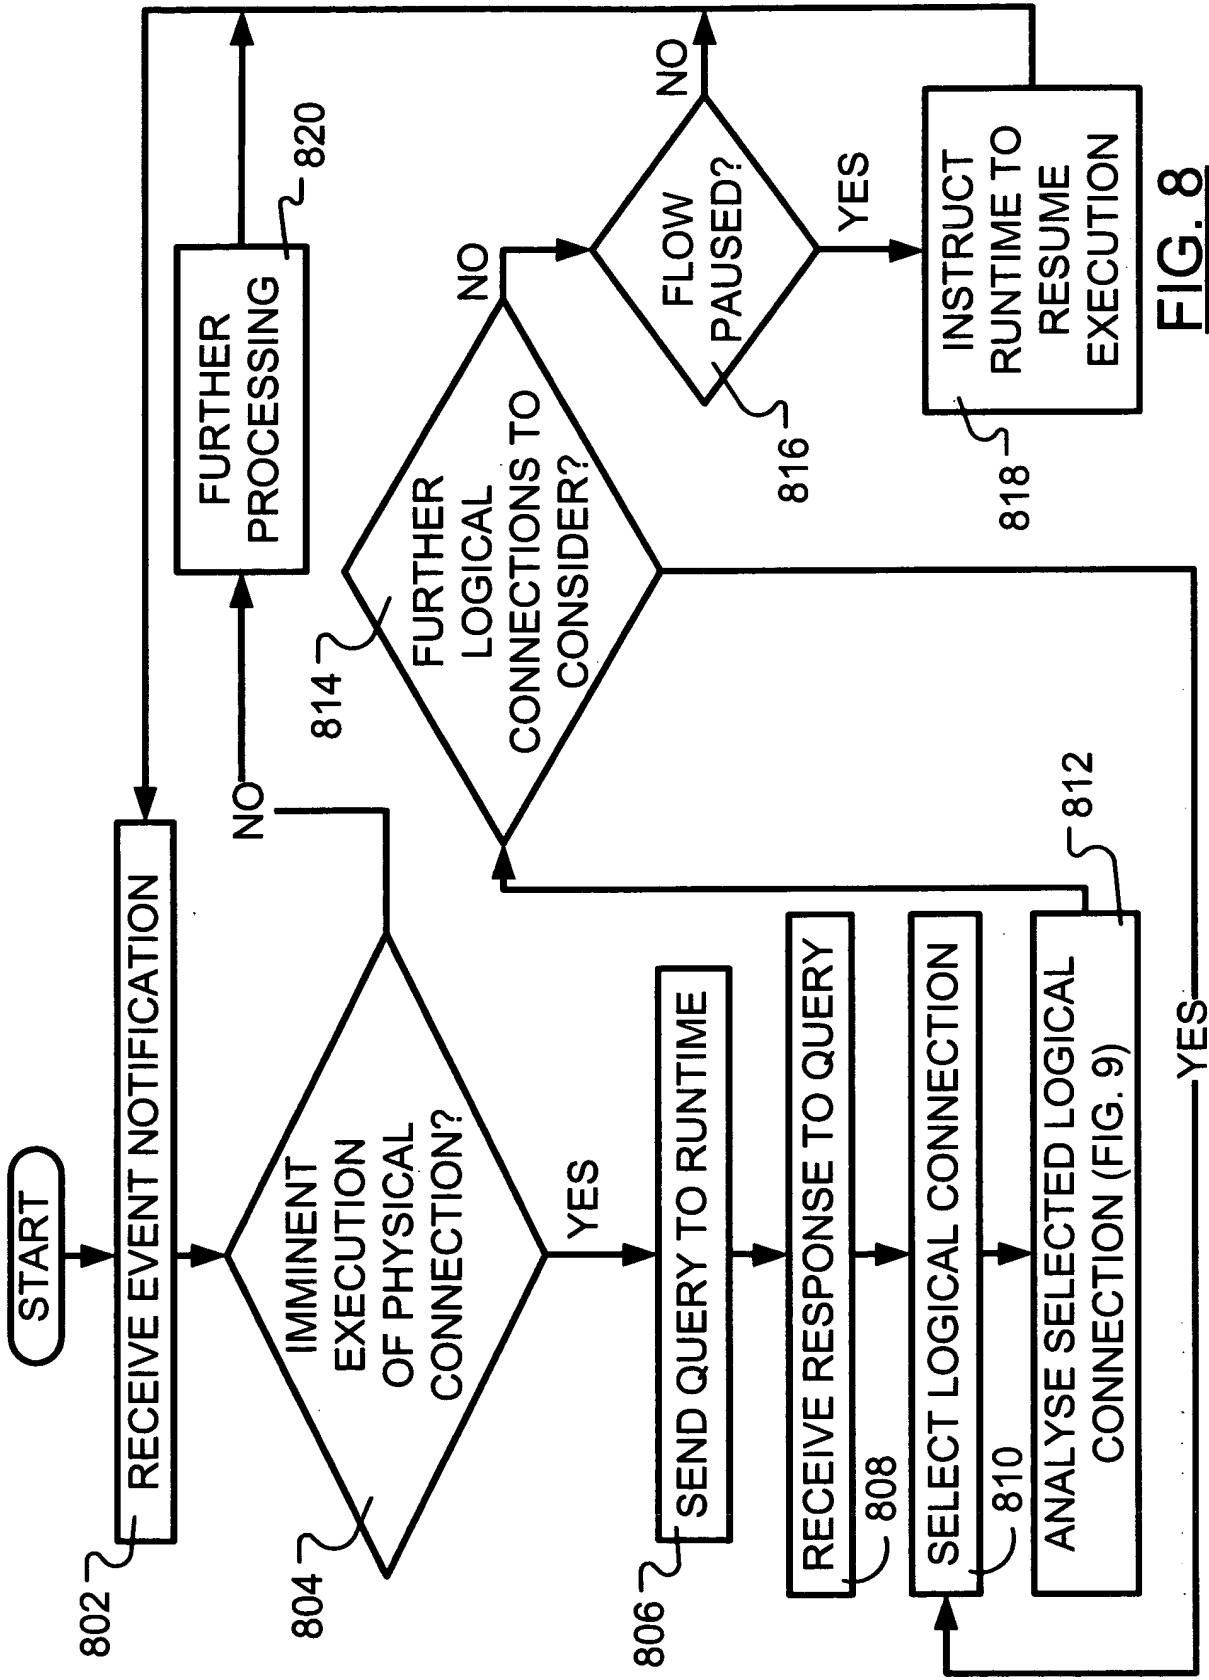 START
802
RECEIVE EVENT NOTIFICATION
804
IMMINENT
EXECUTION
OF PHYSICAL
CONNECTION?
NO
YES
FURTHER
PROCESSING
820
806
SEND QUERY TO RUNTIME
RECEIVE RESPONSE TO QUERY
808
SELECT LOGICAL CONNECTION
810
ANALYSE SELECTED LOGICAL
CONNECTION (FIG. 9)
812
814
FURTHER
LOGICAL
CONNECTIONS TO
CONSIDER?
NO
YES
816
FLOW
PAUSED?
NO
YES
818
INSTRUCT
RUNTIME TO
RESUME
EXECUTION
FIG. 8